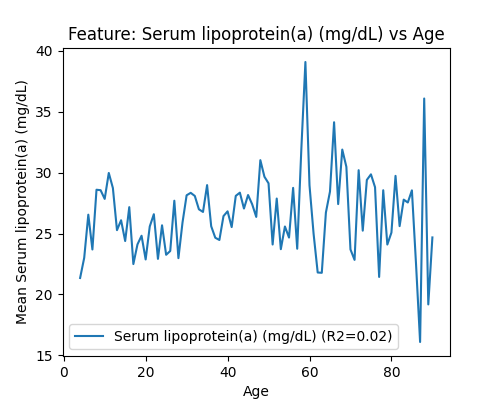 Feature: Serum lipoprotein(a) (mg/dL) vs Age
Mean Serum lipoprotein(a) (mg/dL)
40
35
30
25
20
15
Serum lipoprotein(a) (mg/dL) (R2=0.02)
0 20 40 60 80
Age